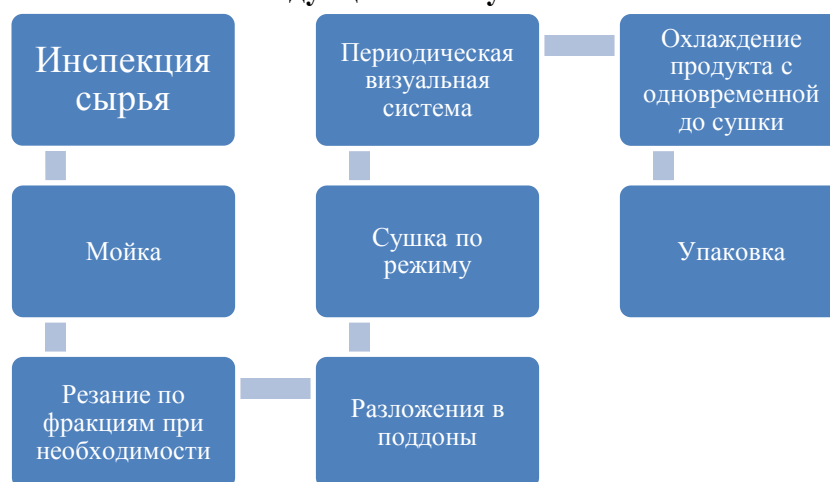 Инспекция
сырья
Мойка
Резание по
фракциям при
необходимости
Разложения в
поддоны
Сушка по
режиму
Периодическая
визуальная
система
Охлаждение
продукта с
одновременной
до сушки
Упаковка